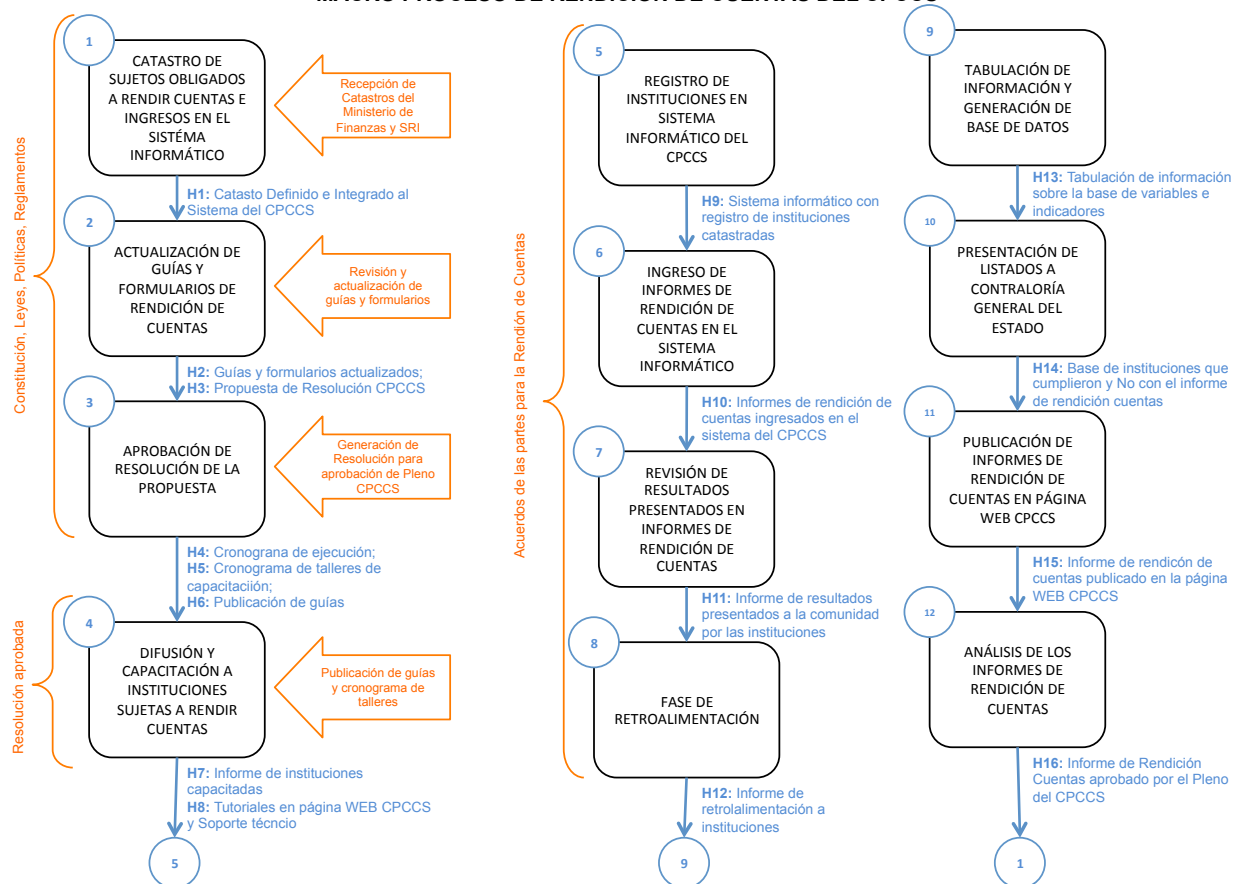 MACRO PROCESO DE RENDICIÓN DE CUENTAS DEL CPCCS
Constitución, Leyes, Políticas, Reglamentos
1
CATASTRO DE
SUJETOS OBLIGADOS
A RENDIR CUENTAS E
INGRESOS EN EL
SISTÉMA
INFORMÁTICO
Recepción de
Catastros del
Ministerio de
Finanzas y SRI
H1: Catasto Definido e Integrado al
Sistema del CPCCS
2
ACTUALIZACIÓN DE
GUÍAS Y
FORMULARIOS DE
RENDICIÓN DE
CUENTAS
Revisión y
actualización de
guías y formularios
H2: Guías y formularios actualizados;
H3: Propuesta de Resolución CPCCS
3
APROBACIÓN DE
RESOLUCIÓN DE LA
PROPUESTA
Generación de
Resolución para
aprobación de Pleno
CPCCS
H4: Cronograna de ejecución;
H5: Cronograma de talleres de
capacitaciión;
H6: Publicación de guías
Resolución aprobada
4
DIFUSIÓN Y
CAPACITACIÓN A
INSTITUCIONES
SUJETAS A RENDIR
CUENTAS
Publicación de guías
y cronograma de
talleres
H7: Informe de instituciones
capacitadas
H8: Tutoriales en página WEB CPCCS
y Soporte técncio
5
Acuerdos de las partes para la Rendión de Cuentas
5
REGISTRO DE
INSTITUCIONES EN
SISTEMA
INFORMÁTICO DEL
CPCCS
H9: Sistema informático con
registro de instituciones
catastradas
6
INGRESO DE
INFORMES DE
RENDICIÓN DE
CUENTAS EN EL
SISTEMA
INFORMÁTICO
H10: Informes de rendición de
cuentas ingresados en el
sistema del CPCCS
7
REVISIÓN DE
RESULTADOS
PRESENTADOS EN
INFORMES DE
RENDICIÓN DE
CUENTAS
H11: Informe de resultados
presentados a la comunidad
por las instituciones
8
FASE DE
RETROALIMENTACIÓN
H12: Informe de
retrolalimentación a
instituciones
9
9
TABULACIÓN DE
INFORMACIÓN Y
GENERACIÓN DE
BASE DE DATOS
H13: Tabulación de información
sobre la base de variables e
indicadores
10
PRESENTACIÓN DE
LISTADOS A
CONTRALORÍA
GENERAL DEL
ESTADO
H14: Base de instituciones que
cumplieron y No con el informe
de rendición cuentas
11
PUBLICACIÓN DE
INFORMES DE
RENDICIÓN DE
CUENTAS EN PÁGINA
WEB CPCCS
H15: Informe de rendicón de
cuentas publicado en la página
WEB CPCCS
12
ANÁLISIS DE LOS
INFORMES DE
RENDICIÓN DE
CUENTAS
H16: Informe de Rendición
Cuentas aprobado por el Pleno
del CPCCS
1